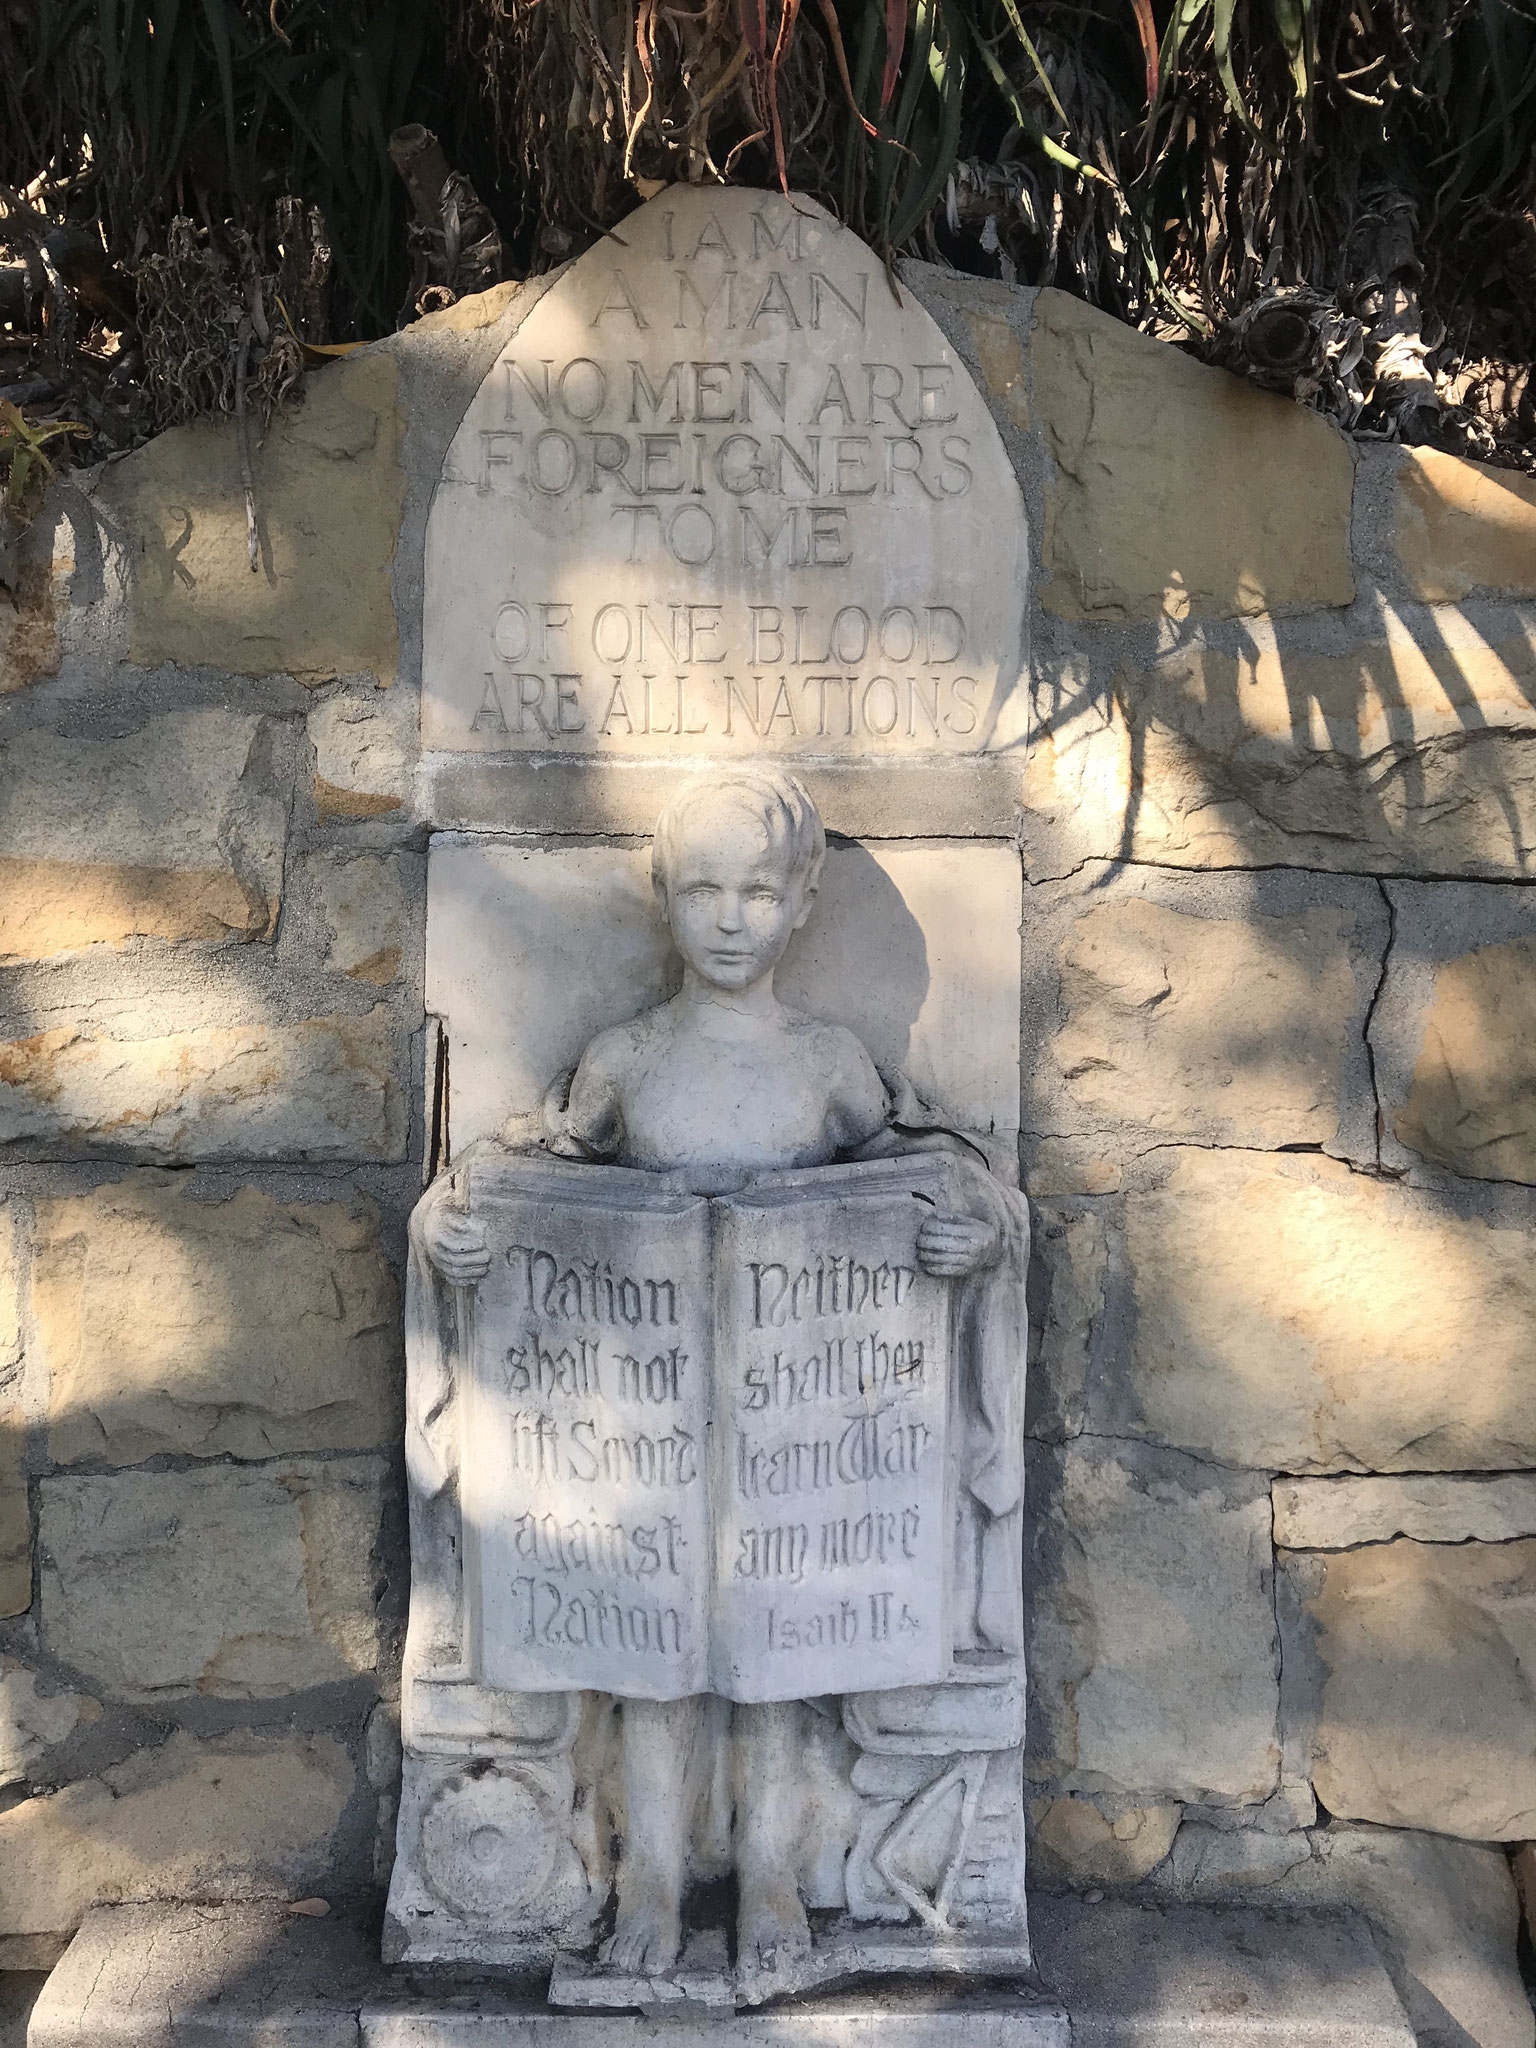 I AM
A MAN
NO MEN ARE
FOREIGNERS
TO ME
OF ONE BLOOD
ARE ALL NATIONS
Nation
shall not
lift Sword
against
Nation
Neither
shall they
learn War
any more
Isaih II 4